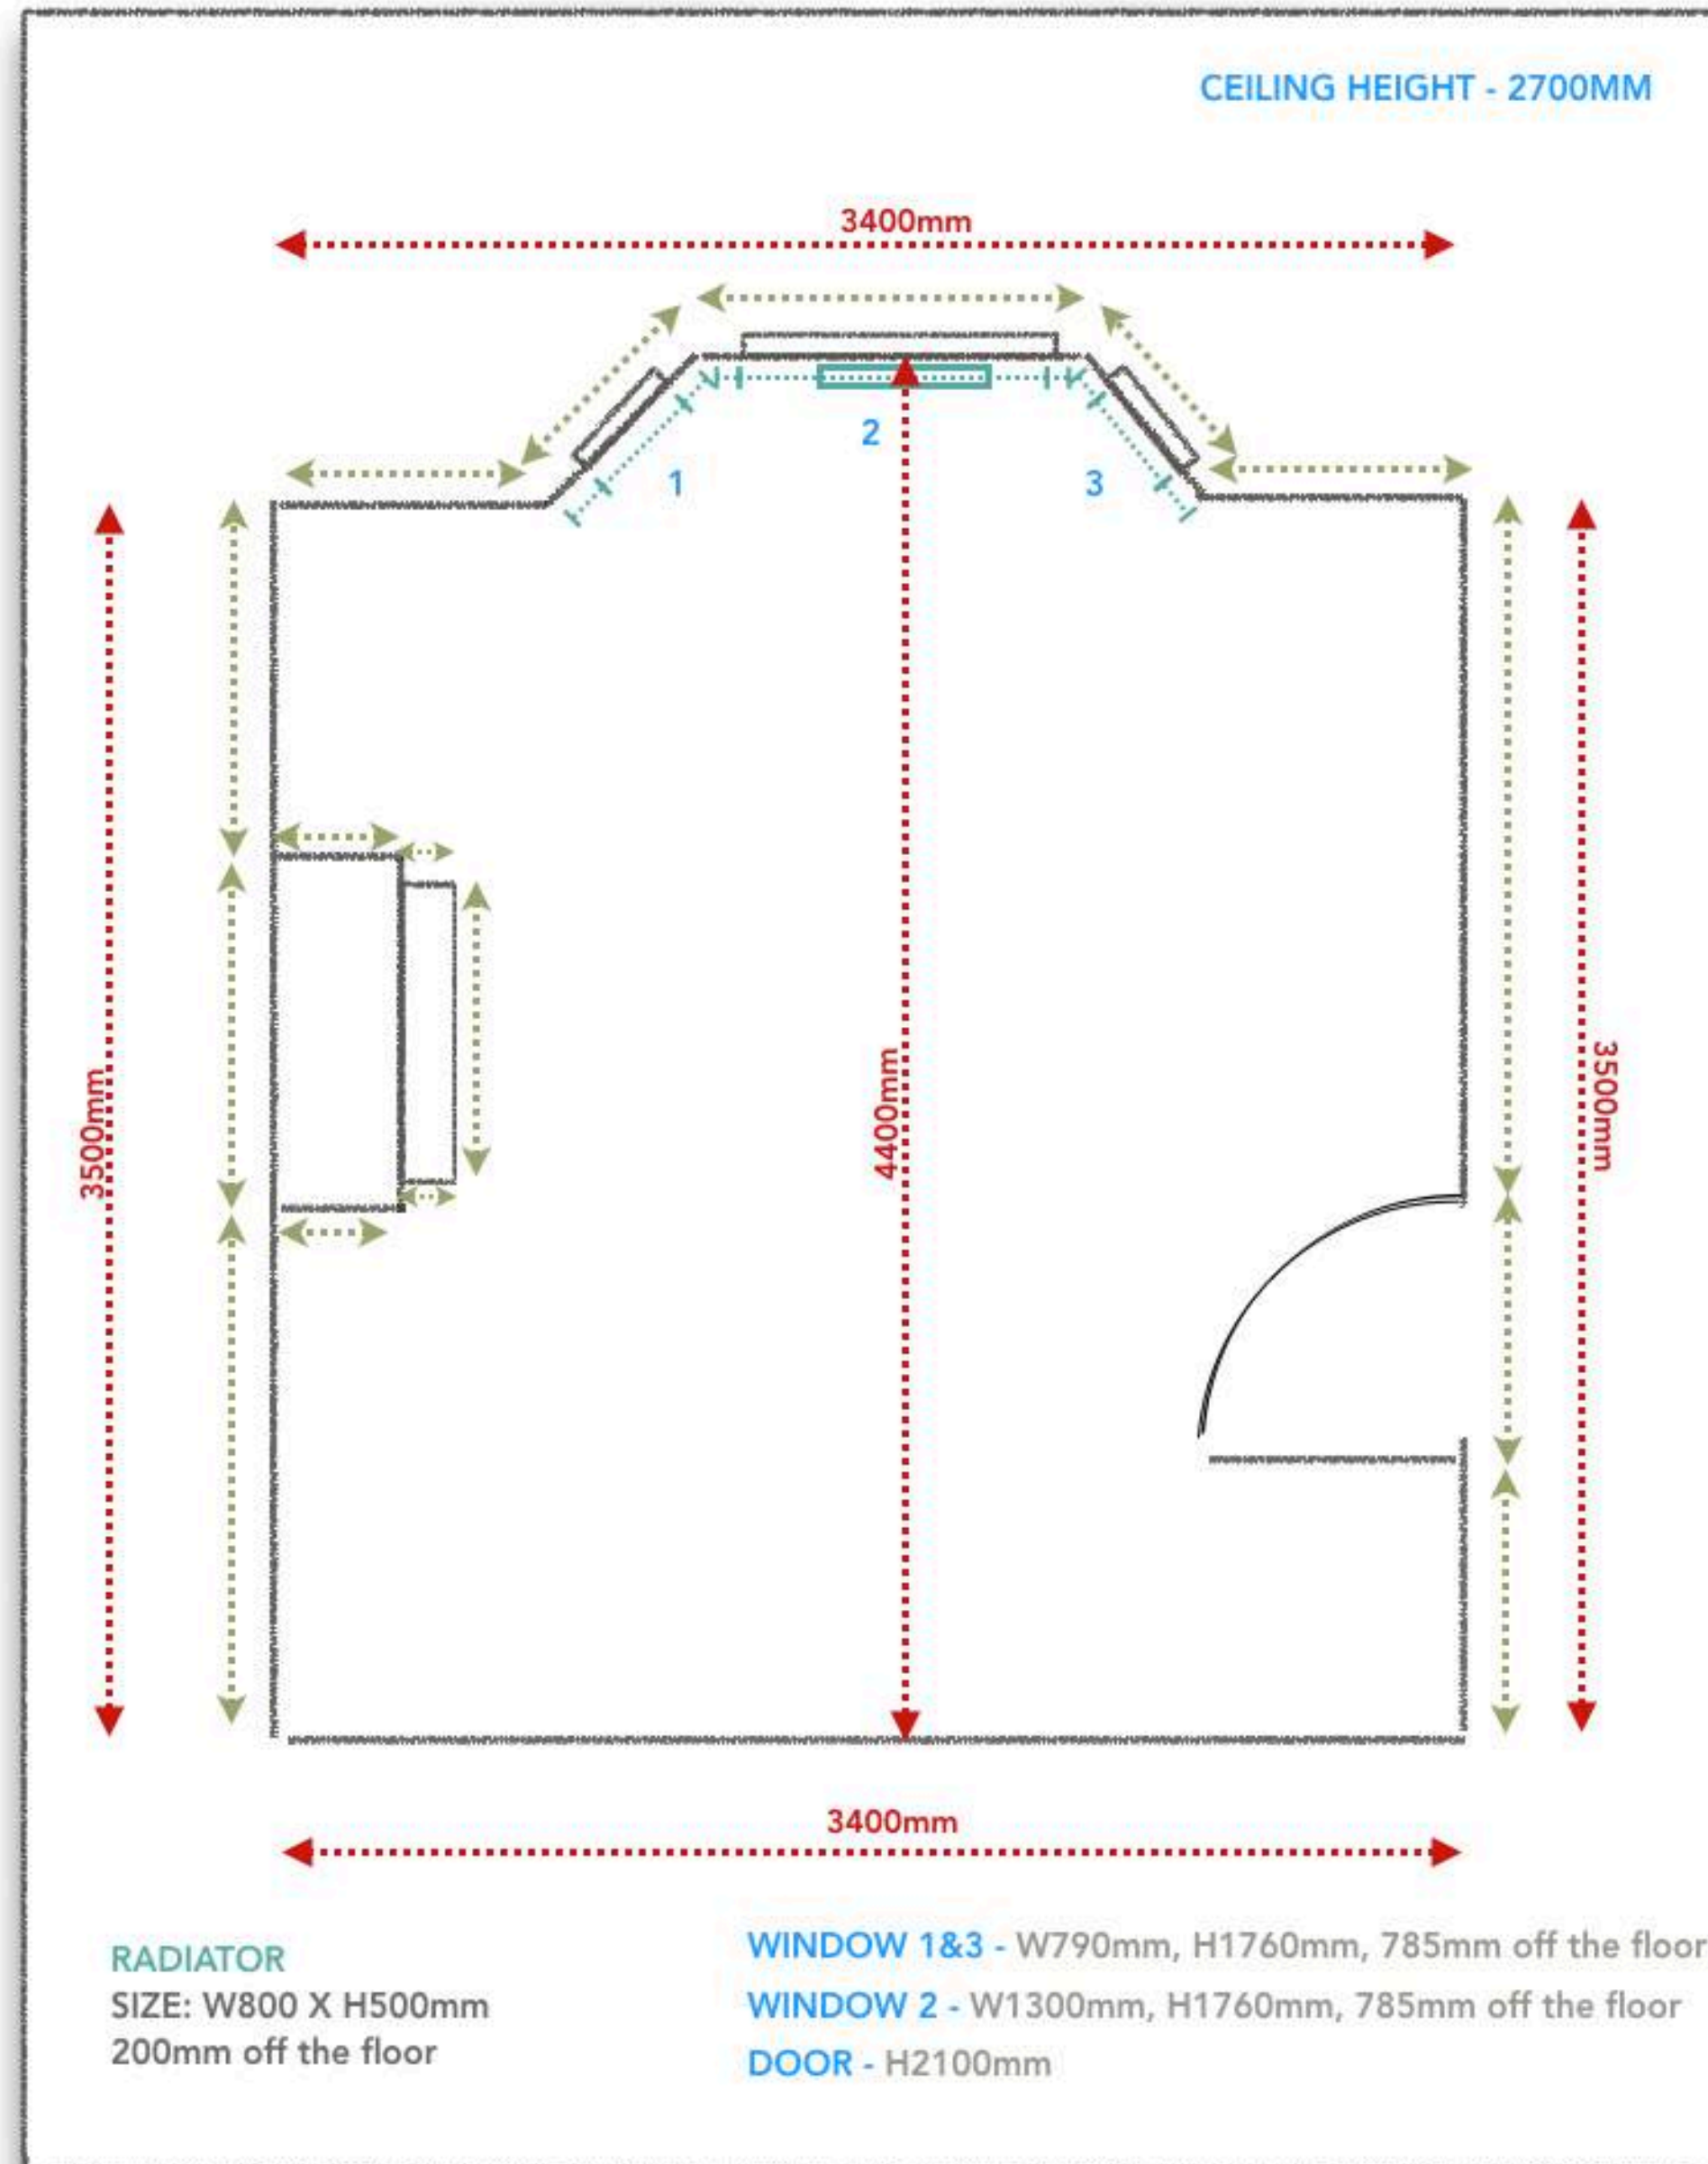 CEILING HEIGHT - 2700MM
3400mm
2
1
3
3500mm
4400mm
3500mm
3400mm
RADIATOR
SIZE: W800 X H500mm
200mm off the floor
WINDOW 1&3 - W790mm, H1760mm, 785mm off the floor
WINDOW 2 - W1300mm, H1760mm, 785mm off the floor
DOOR - H2100mm